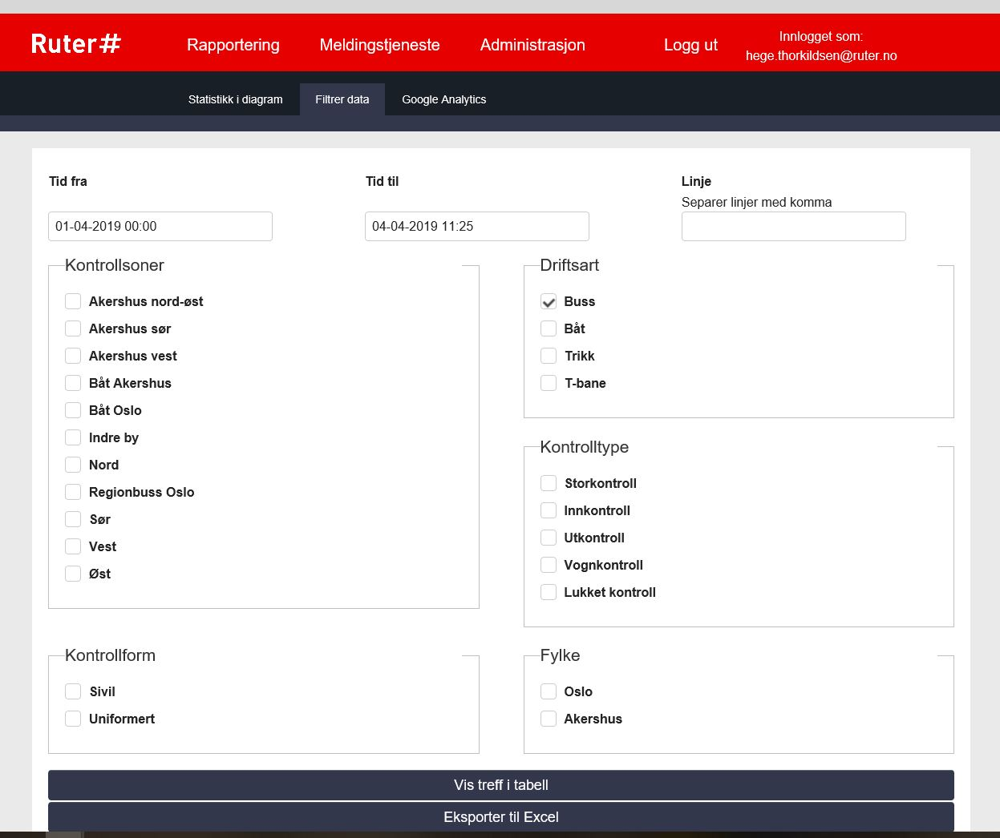 Ruter#
Rapportering
Meldingstjeneste
Administrasjon
Logg ut
Innlogget som:
hege.thorkildsen@ruter.no
Statistikk i diagram
Filtrer data
Google Analytics
Tid fra
01-04-2019 00:00
Tid til
04-04-2019 11:25
Linje
Separer linjer med komma
Kontrollsoner
Akershus nord-øst
Akershus sør
Akershus vest
Båt Akershus
Båt Oslo
Indre by
Nord
Regionbuss Oslo
Sør
Vest
Øst
Driftsart
Buss
Båt
Trikk
T-bane
Kontrolltype
Storkontroll
Innkontroll
Utkontroll
Vognkontroll
Lukket kontroll
Kontrollform
Sivil
Uniformert
Fylke
Oslo
Akershus
Vis treff i tabell
Eksporter til Excel